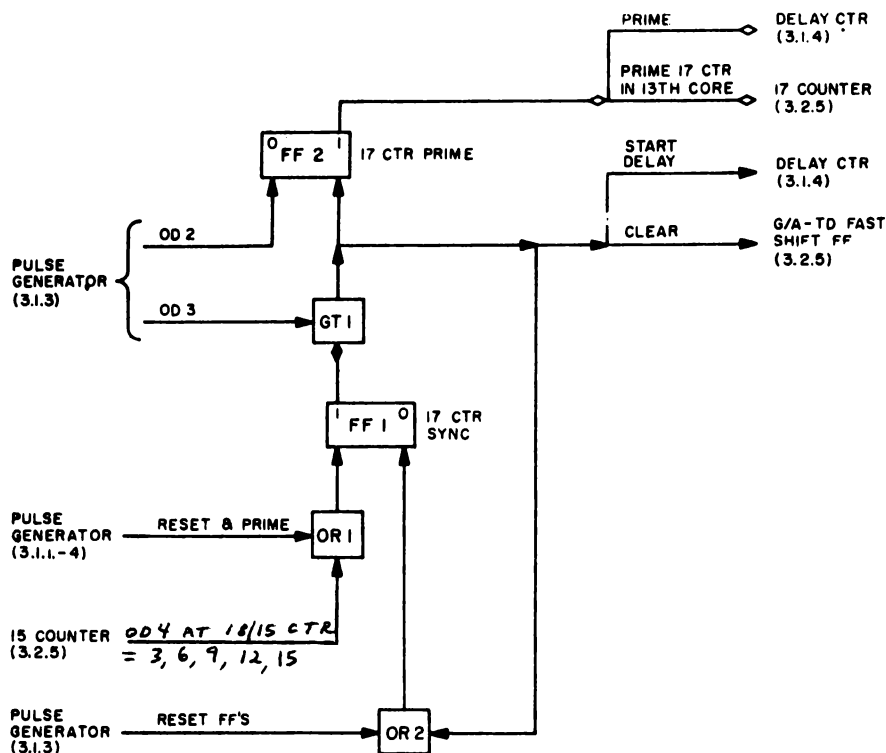 PRIME
DELAY CTR
(3.1.4)
PRIME 17 CTR
IN 13TH CORE
17 COUNTER
(3.2.5)
0 FF 2 1
17 CTR PRIME
START
DELAY
DELAY CTR
(3.1.4)
OD 2
CLEAR
G/A-TD FAST
SHIFT FF
(3.2.5)
PULSE
GENERATOR
(3.1.3)
OD 3
GT 1
1 FF 1 0
17 CTR
SYNC
PULSE
GENERATOR
(3.1.1.-4)
RESET & PRIME
OR 1
15 COUNTER
(3.2.5)
OD4 AT 18/15 CTR
= 3, 6, 9, 12, 15
PULSE
GENERATOR
(3.1.3)
RESET FF'S
OR 2